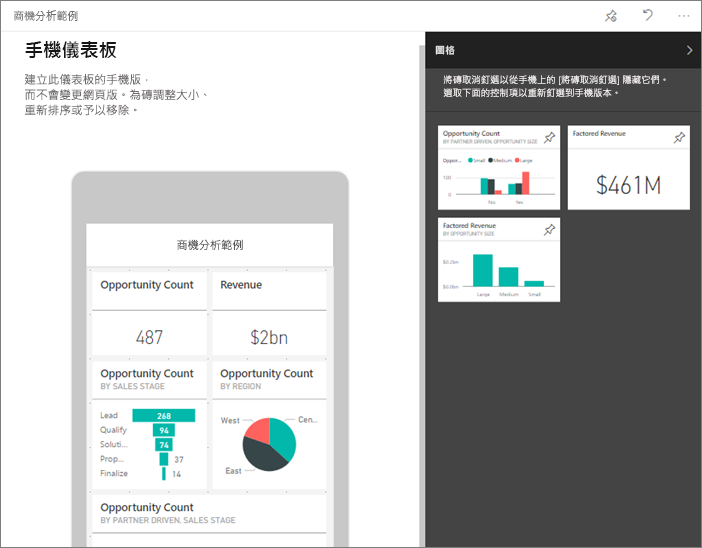 商機分析範例
手機儀表板
建立此儀表板的手機版，
而不會變更網頁版。為磚調整大小、
重新排序或予以移除。
商機分析範例
Opportunity Count
Revenue
487
$2bn
Opportunity Count
BY SALES STAGE
Opportunity Count
BY REGION
Lead 268
Qualify 94
Soluti... 74
Prop... 37
Finalize 14
West
Cen..
East
Opportunity Count
BY PARTNER DRIVEN, SALES STAGE
圖格
將磚取消釘選以從手機上的 [將磚取消釘選] 隱藏它們。
選取下面的控制項以重新釘選到手機版本。
Opportunity Count
BY PARTNER DRIVEN, OPPORTUNITY SIZE
Oppor... Small Medium Large
100
0
No Yes
Factored Revenue
$461M
Factored Revenue
BY OPPORTUNITY SIZE
$0.2bn
$0.0bn
Large Medium Small